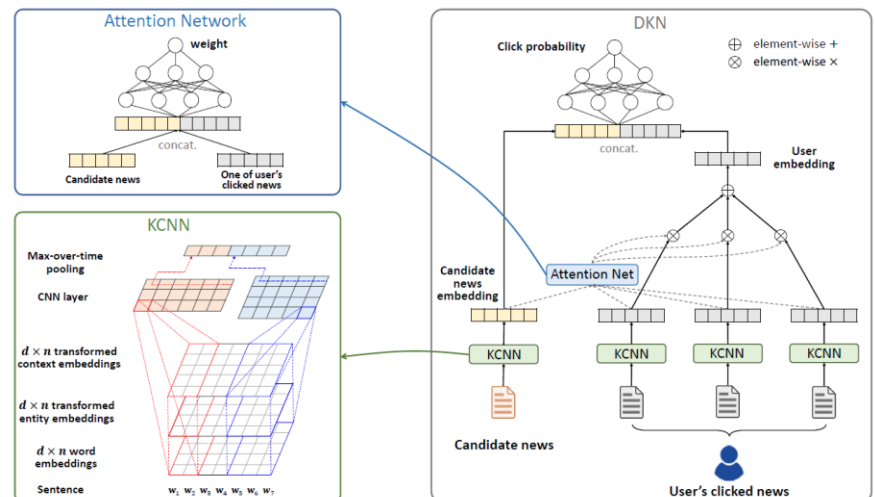 Attention Network
weight
concat.
Candidate news
One of user's
clicked news
KCNN
Max-over-time
pooling
CNN layer
d × n transformed
context embeddings
d × n transformed
entity embeddings
d × n word
embeddings
Sentence
w₁ w₂ w₃ w₄ w₅ w₆ w₇
DKN
Click probability
element-wise +
element-wise ×
concat.
User
embedding
Attention Net
Candidate
news
embedding
KCNN
KCNN
KCNN
KCNN
Candidate news
User's clicked news